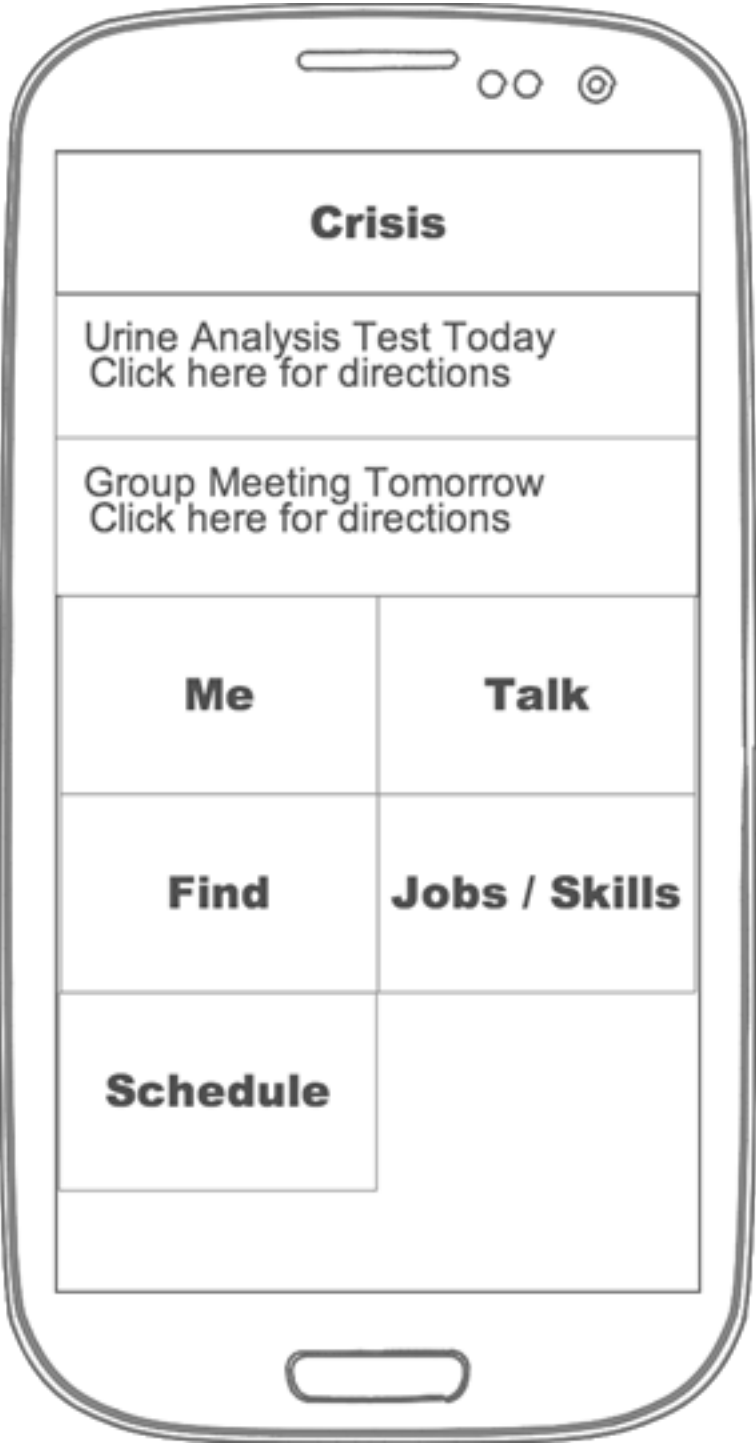 Crisis
Urine Analysis Test Today
Click here for directions
Group Meeting Tomorrow
Click here for directions
Me
Talk
Find
Jobs / Skills
Schedule